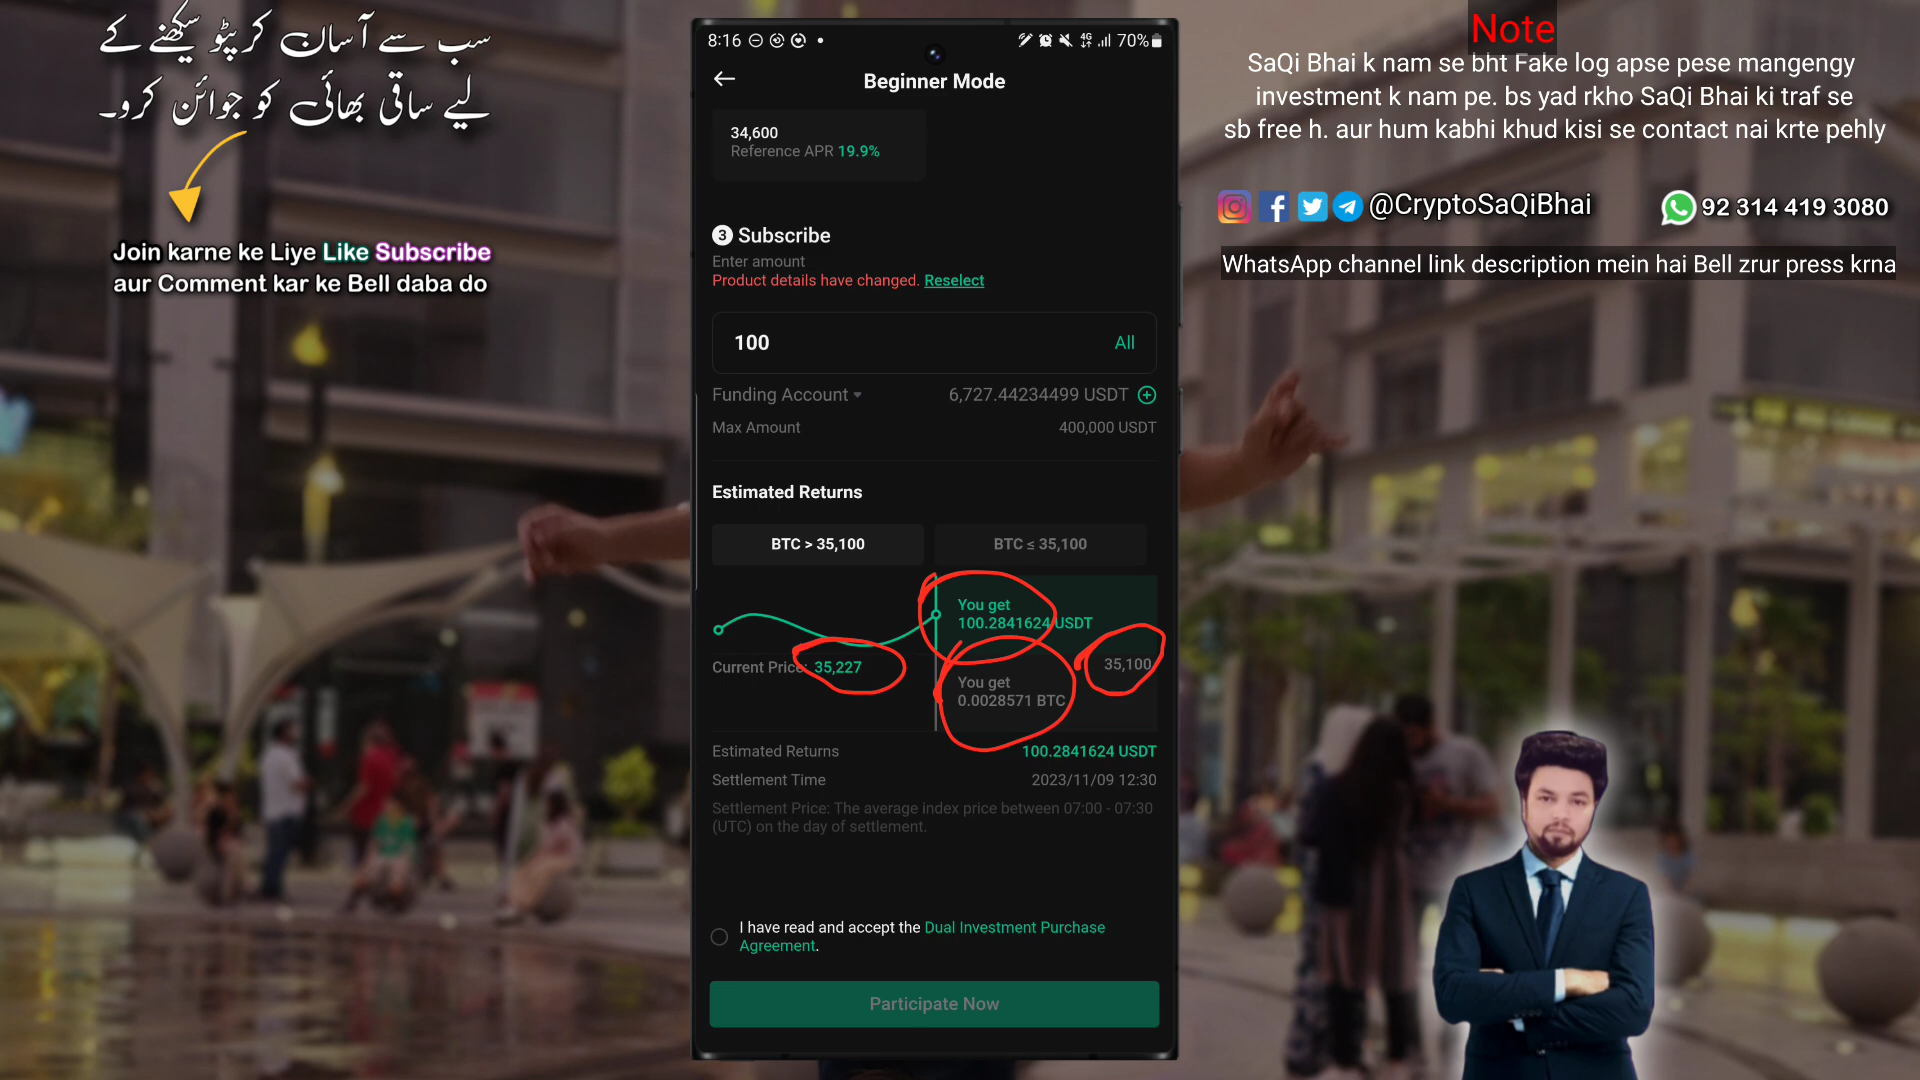 سب سے آسان کرپٹو سکھنے کے
لیے ساقی بھائی کو جوائن کرو۔
Join karne ke Liye Like Subscribe
aur Comment kar ke Bell daba do
8:16
4G
70%
Beginner Mode
34,600
Reference APR 19.9%
3 Subscribe
Enter amount
Product details have changed. Reselect
100
All
Funding Account
6,727.44234499 USDT
Max Amount
400,000 USDT
Estimated Returns
BTC > 35,100
BTC ≤ 35,100
You get
100.2841624 USDT
Current Price: 35,227
35,100
You get
0.0028571 BTC
Estimated Returns
100.2841624 USDT
Settlement Time
2023/11/09 12:30
Settlement Price: The average index price between 07:00 - 07:30
(UTC) on the day of settlement.
I have read and accept the Dual Investment Purchase
Agreement.
Participate Now
Note
SaQi Bhai k nam se bht Fake log apse pese mangengy
investment k nam pe. bs yad rkho SaQi Bhai ki traf se
sb free h. aur hum kabhi khud kisi se contact nai krte pehly
@CryptoSaQiBhai
92 314 419 3080
WhatsApp channel link description mein hai Bell zrur press krna